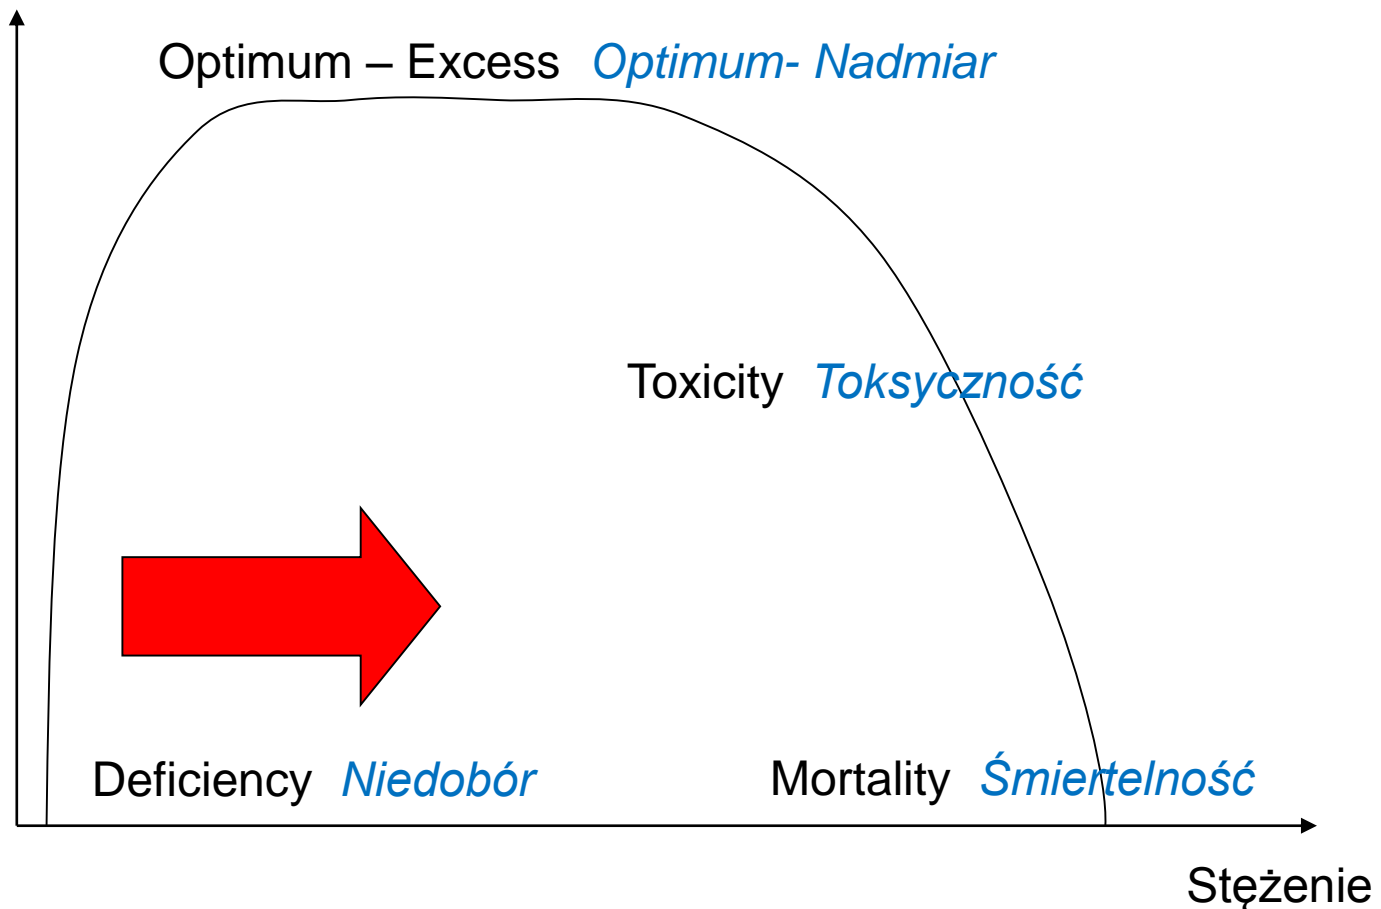 Optimum – Excess Optimum- Nadmiar
Toxicity Toksyczność
Deficiency Niedobór
Mortality Śmiertelność
Stężenie